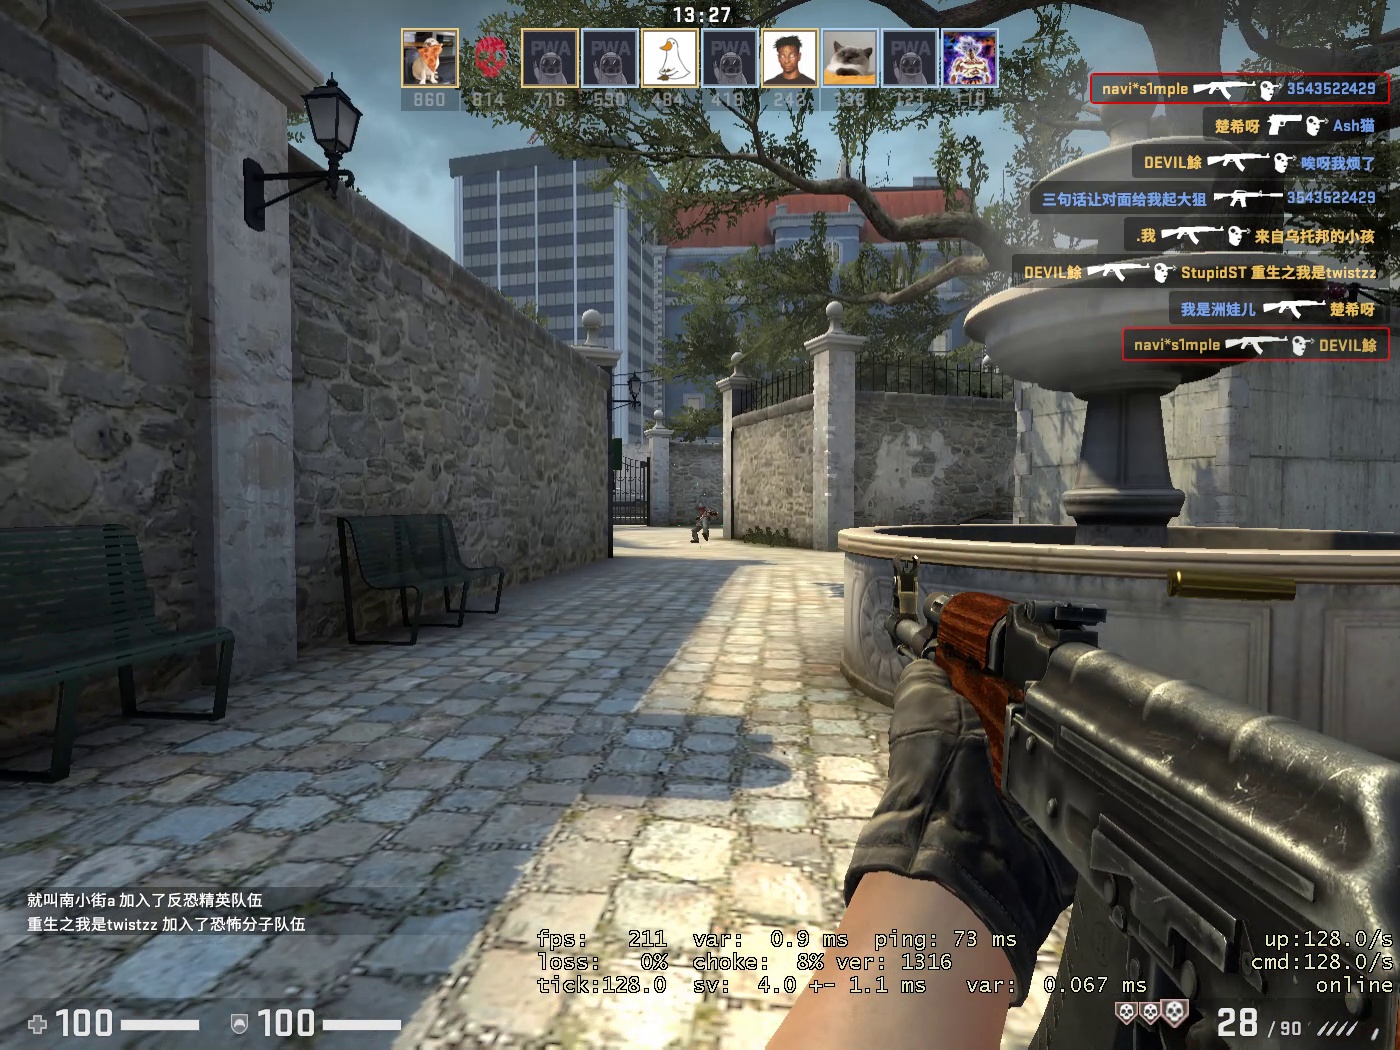 13:27
PWA PWA PWA PWA
860 814 716 590 484 418 242
navi*s1mple 3543522429
楚希呀 Ash猫
DEVIL鮽 唉呀我烦了
三句话让对面给我起大狙 3543522429
.我 来自乌托邦的小孩
DEVIL鮽 StupidST 重生之我是twistzz
我是洲娃儿 楚希呀
navi*s1mple DEVIL鮽
就叫南小街a 加入了反恐精英队伍
重生之我是twistzz 加入了恐怖分子队伍
fps: 211 var: 0.9 ms ping: 73 ms
loss: 0% choke: 8% ver: 1316
tick:128.0 sv: 4.0 +- 1.1 ms var: 0.067 ms
up:128.0/s
cmd:128.0/s
online
100 100
28 / 90